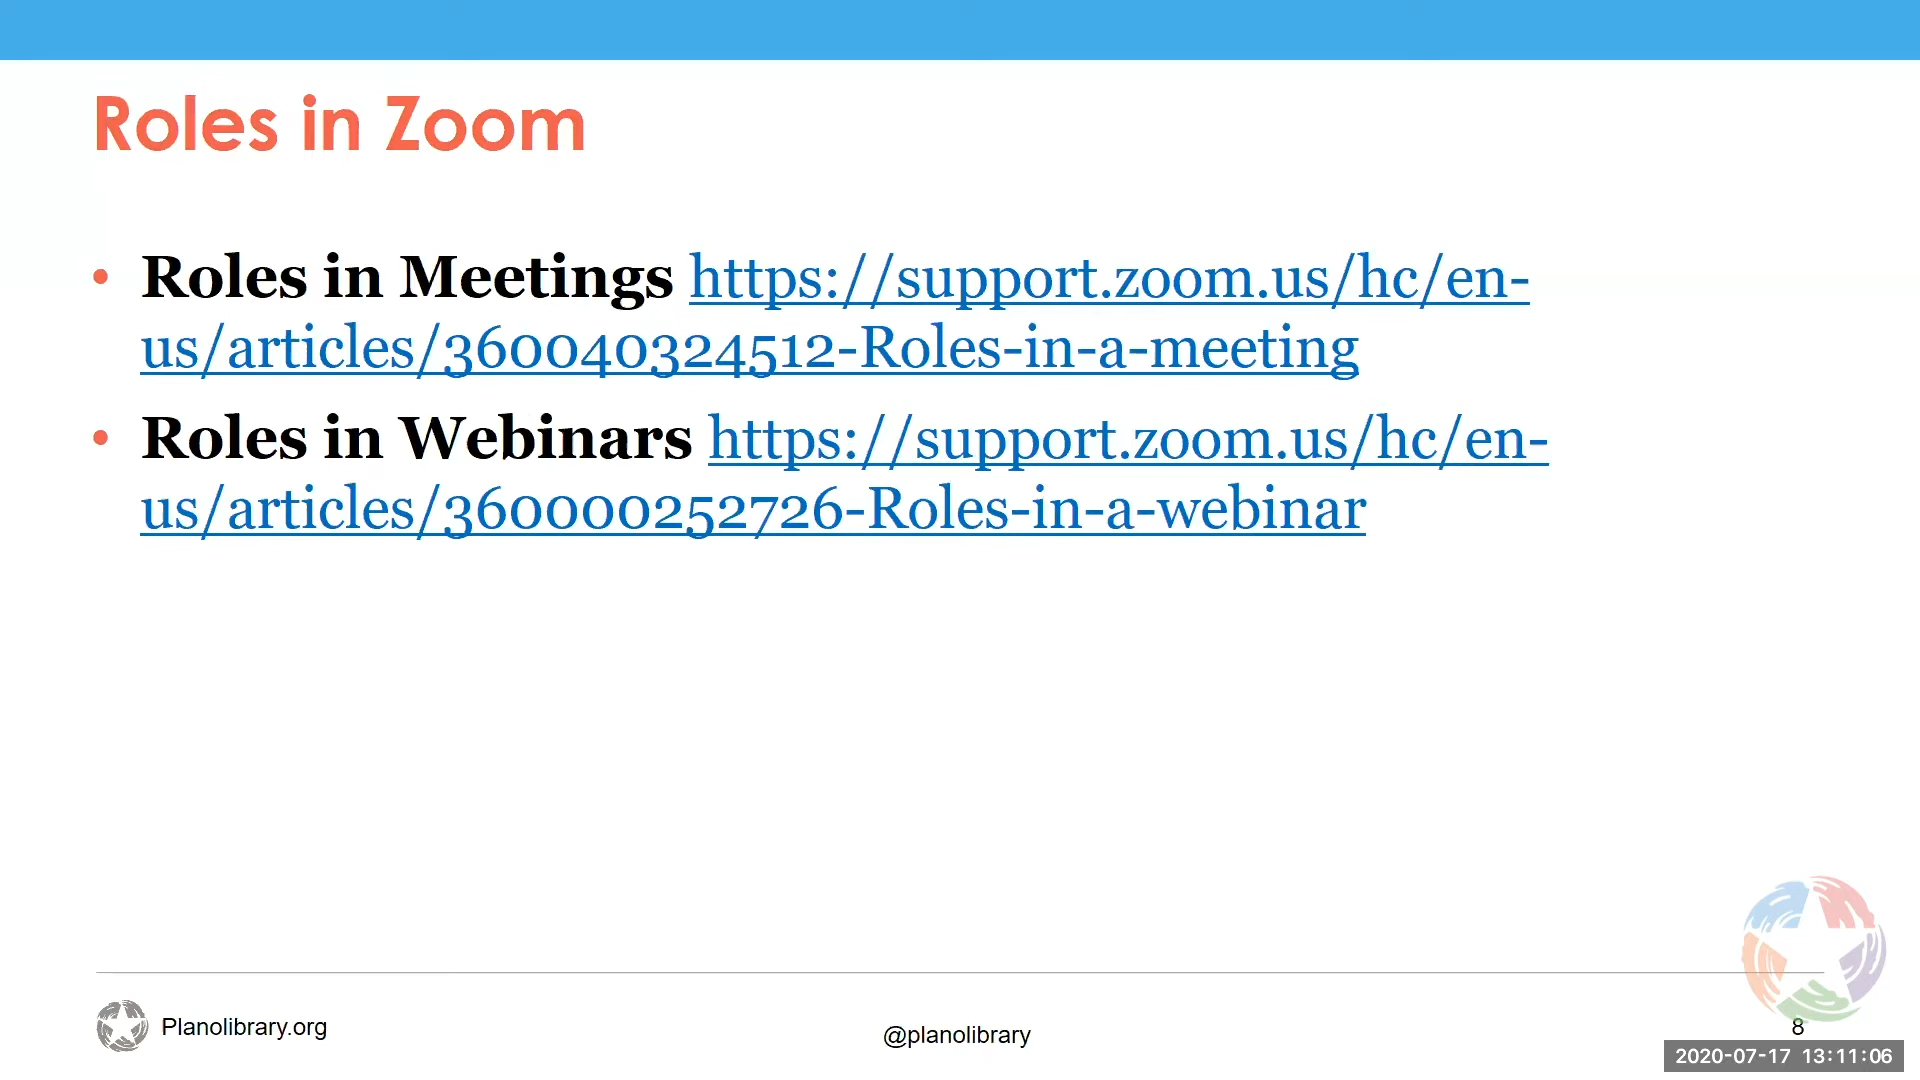 Roles in Zoom
• Roles in Meetings https://support.zoom.us/hc/en-
us/articles/360040324512-Roles-in-a-meeting
• Roles in Webinars https://support.zoom.us/hc/en-
us/articles/360000252726-Roles-in-a-webinar
Planolibrary.org
@planolibrary
8
2020-07-17 13:11:06